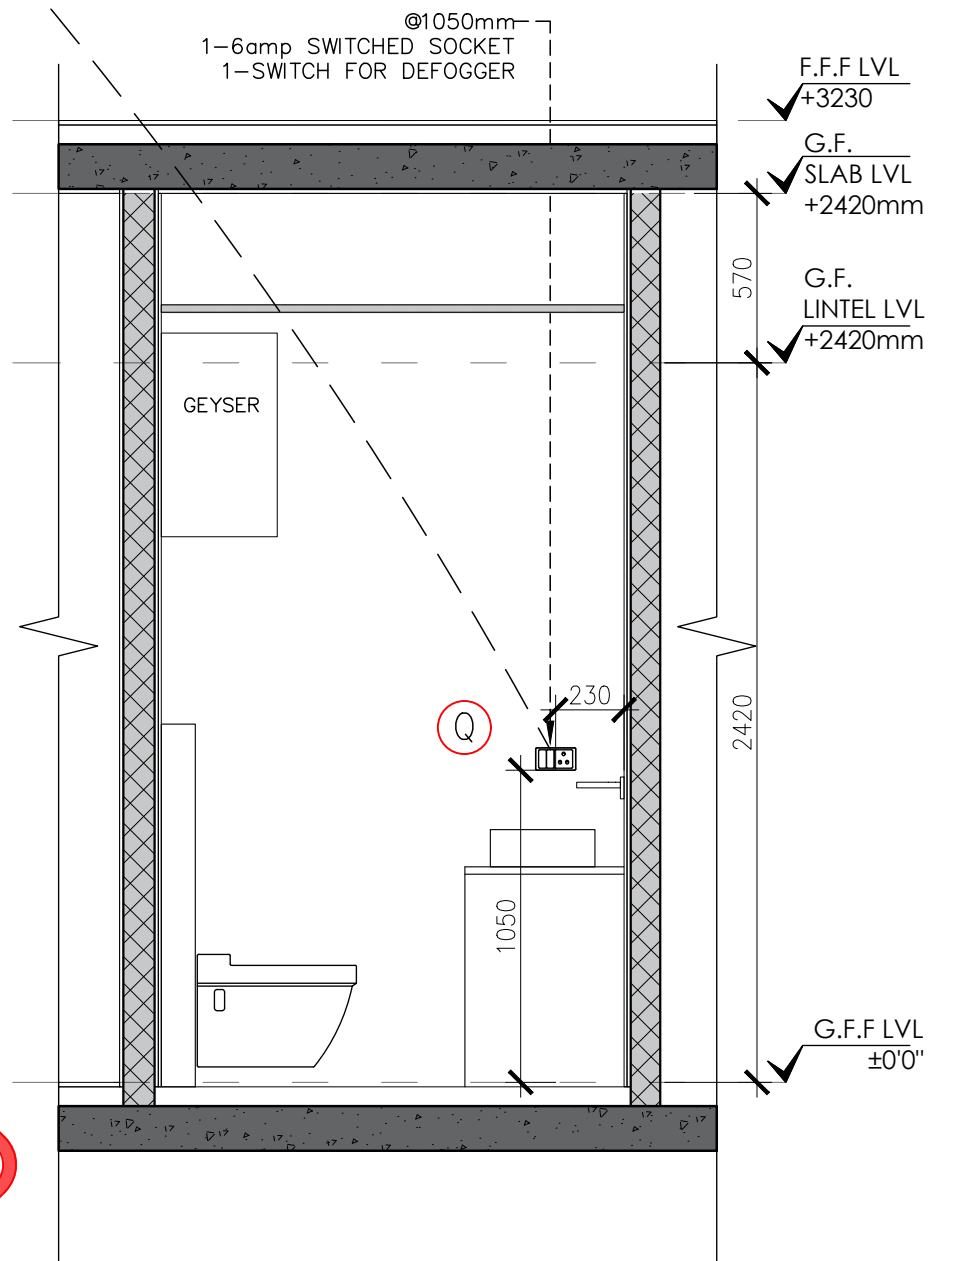 @1050mm
1-6amp SWITCHED SOCKET
1-SWITCH FOR DEFOGGER
F.F.F LVL
+3230
G.F.
SLAB LVL
+2420mm
570
G.F.
LINTEL LVL
+2420mm
GEYSER
230
Q
2420
1050
G.F.F LVL
±0'0"